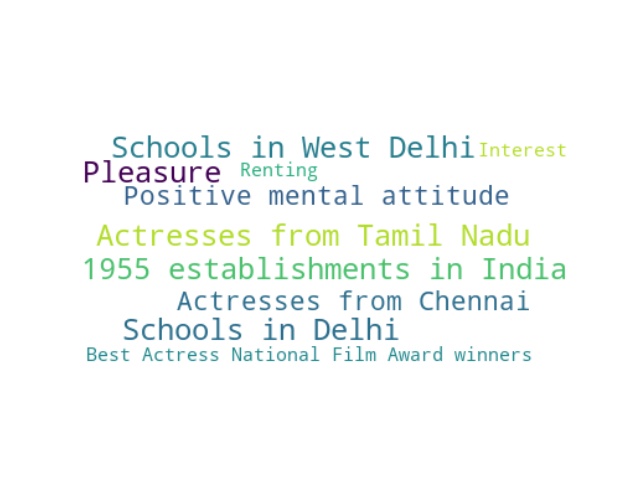 Schools in West Delhi Interest
Pleasure Renting
Positive mental attitude
Actresses from Tamil Nadu
1955 establishments in India
Actresses from Chennai
Schools in Delhi
Best Actress National Film Award winners